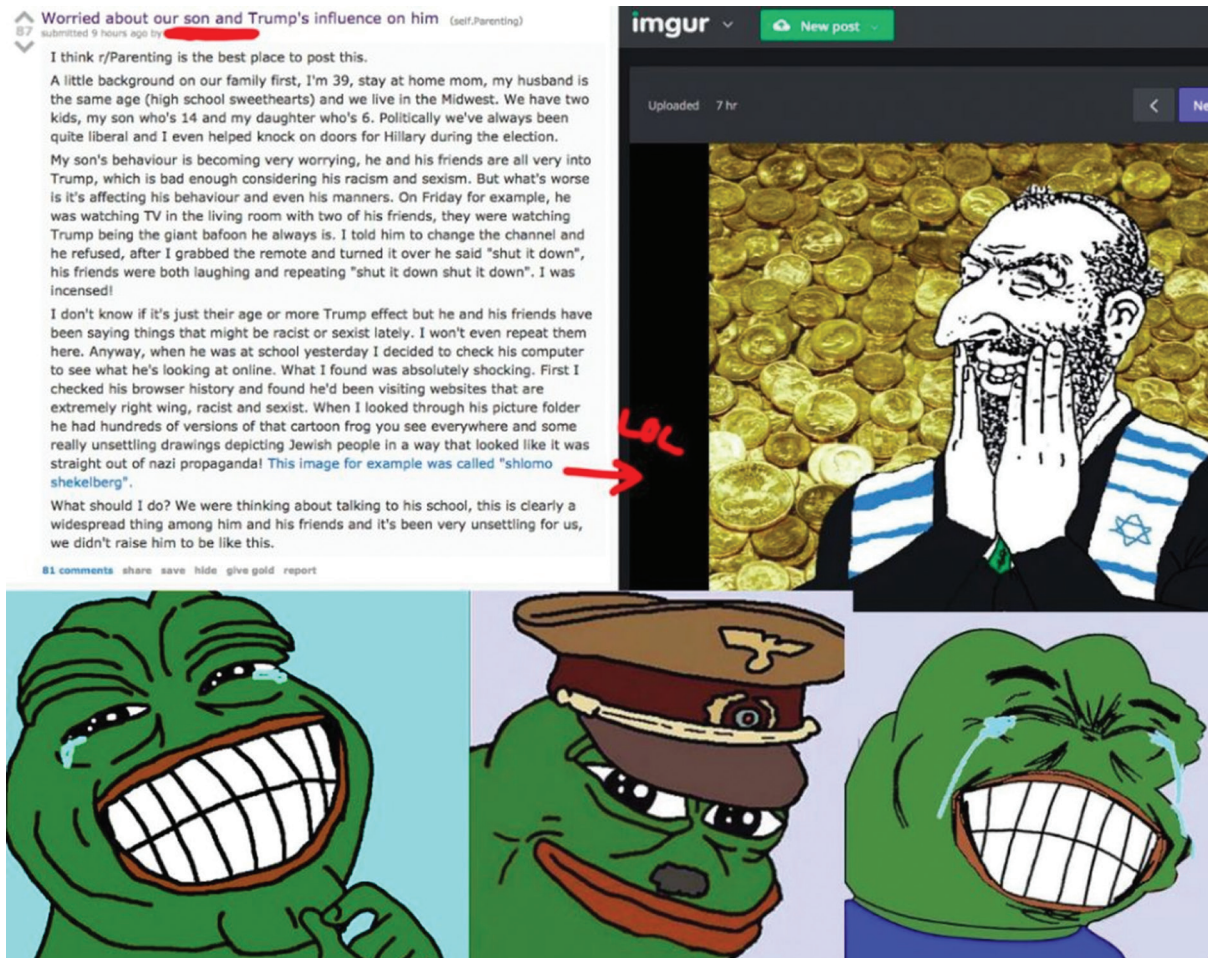 Worried about our son and Trump's influence on him (self.Parenting)
87
submitted 9 hours ago by
I think r/Parenting is the best place to post this.
A little background on our family first, I'm 39, stay at home mom, my husband is
the same age (high school sweethearts) and we live in the Midwest. We have two
kids, my son who's 14 and my daughter who's 6. Politically we've always been
quite liberal and I even helped knock on doors for Hillary during the election.
My son's behaviour is becoming very worrying, he and his friends are all very into
Trump, which is bad enough considering his racism and sexism. But what's worse
is it's affecting his behaviour and even his manners. On Friday for example, he
was watching TV in the living room with two of his friends, they were watching
Trump being the giant bafoon he always is. I told him to change the channel and
he refused, after I grabbed the remote and turned it over he said "shut it down",
his friends were both laughing and repeating "shut it down shut it down". I was
incensed!
I don't know if it's just their age or more Trump effect but he and his friends have
been saying things that might be racist or sexist lately. I won't even repeat them
here. Anyway, when he was at school yesterday I decided to check his computer
to see what he's looking at online. What I found was absolutely shocking. First I
checked his browser history and found he'd been visiting websites that are
extremely right wing, racist and sexist. When I looked through his picture folder
he had hundreds of versions of that cartoon frog you see everywhere and some
really unsettling drawings depicting Jewish people in a way that looked like it was
straight out of nazi propaganda! This image for example was called "shlomo
shekelberg".
What should I do? We were thinking about talking to his school, this is clearly a
widespread thing among him and his friends and it's been very unsettling for us,
we didn't raise him to be like this.
81 comments share save hide give gold report
imgur
New post
Uploaded 7 hr
Ne
LOL
$